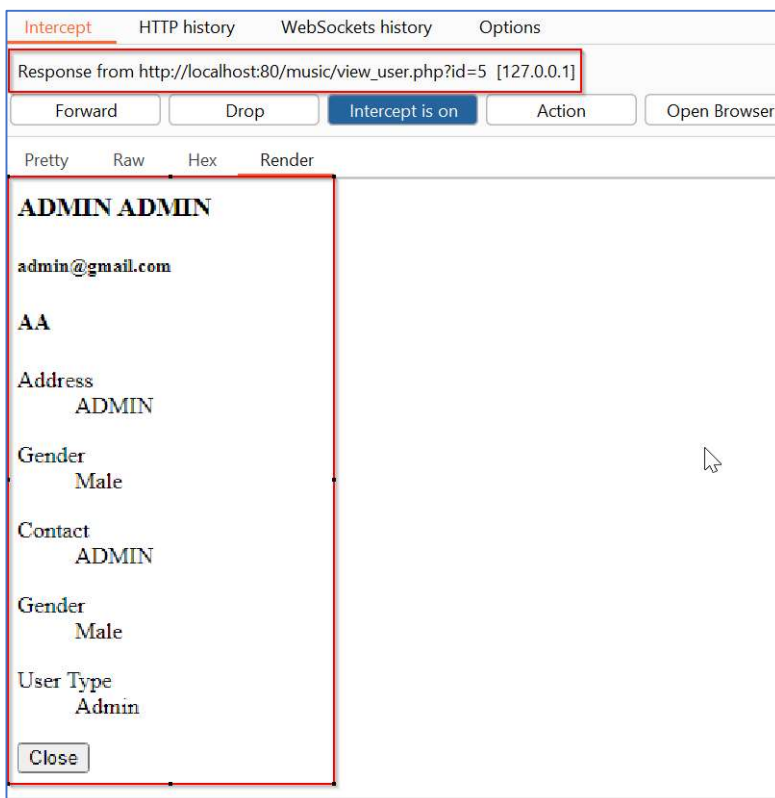 Intercept HTTP history WebSockets history Options
Response from http://localhost:80/music/view_user.php?id=5 [127.0.0.1]
Forward Drop Intercept is on Action Open Browser
Pretty Raw Hex Render
ADMIN ADMIN
admin@gmail.com
AA
Address
ADMIN
Gender
Male
Contact
ADMIN
Gender
Male
User Type
Admin
Close